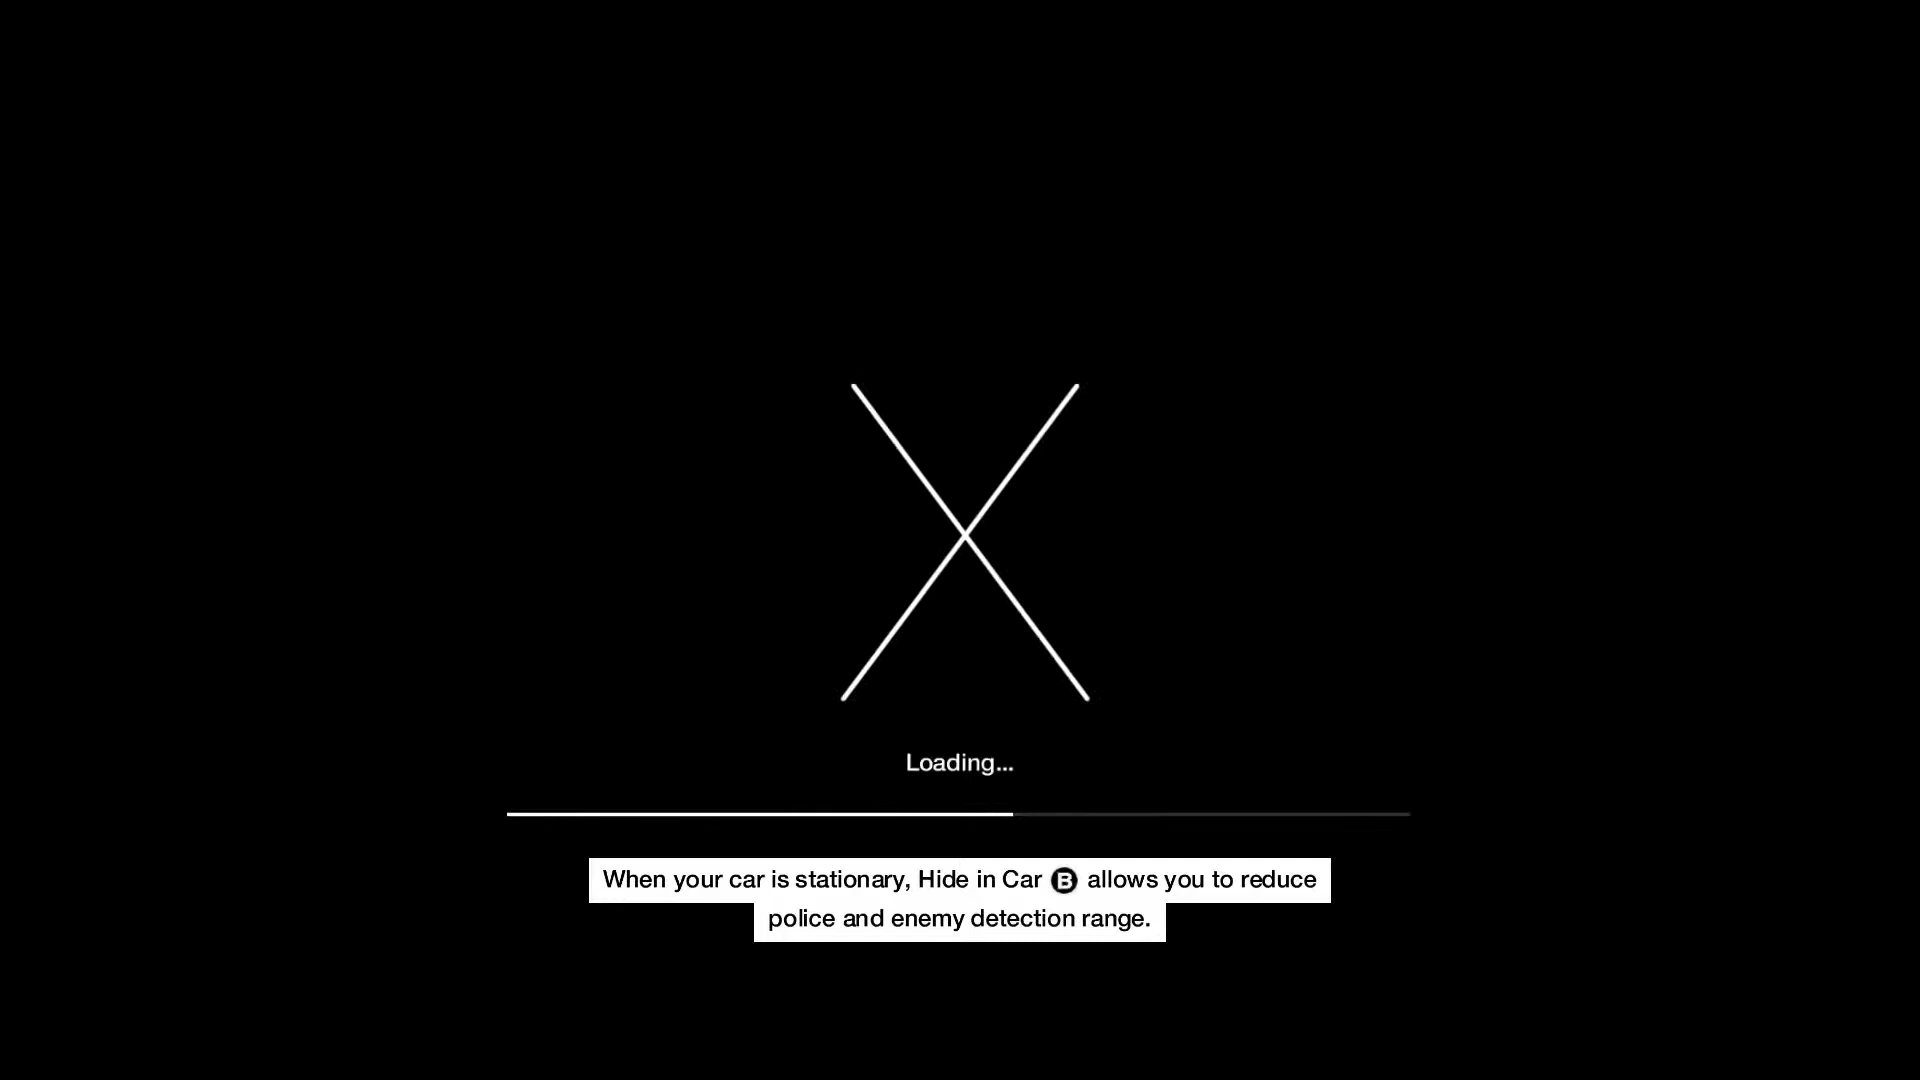 Loading...
When your car is stationary, Hide in Car B allows you to reduce
police and enemy detection range.